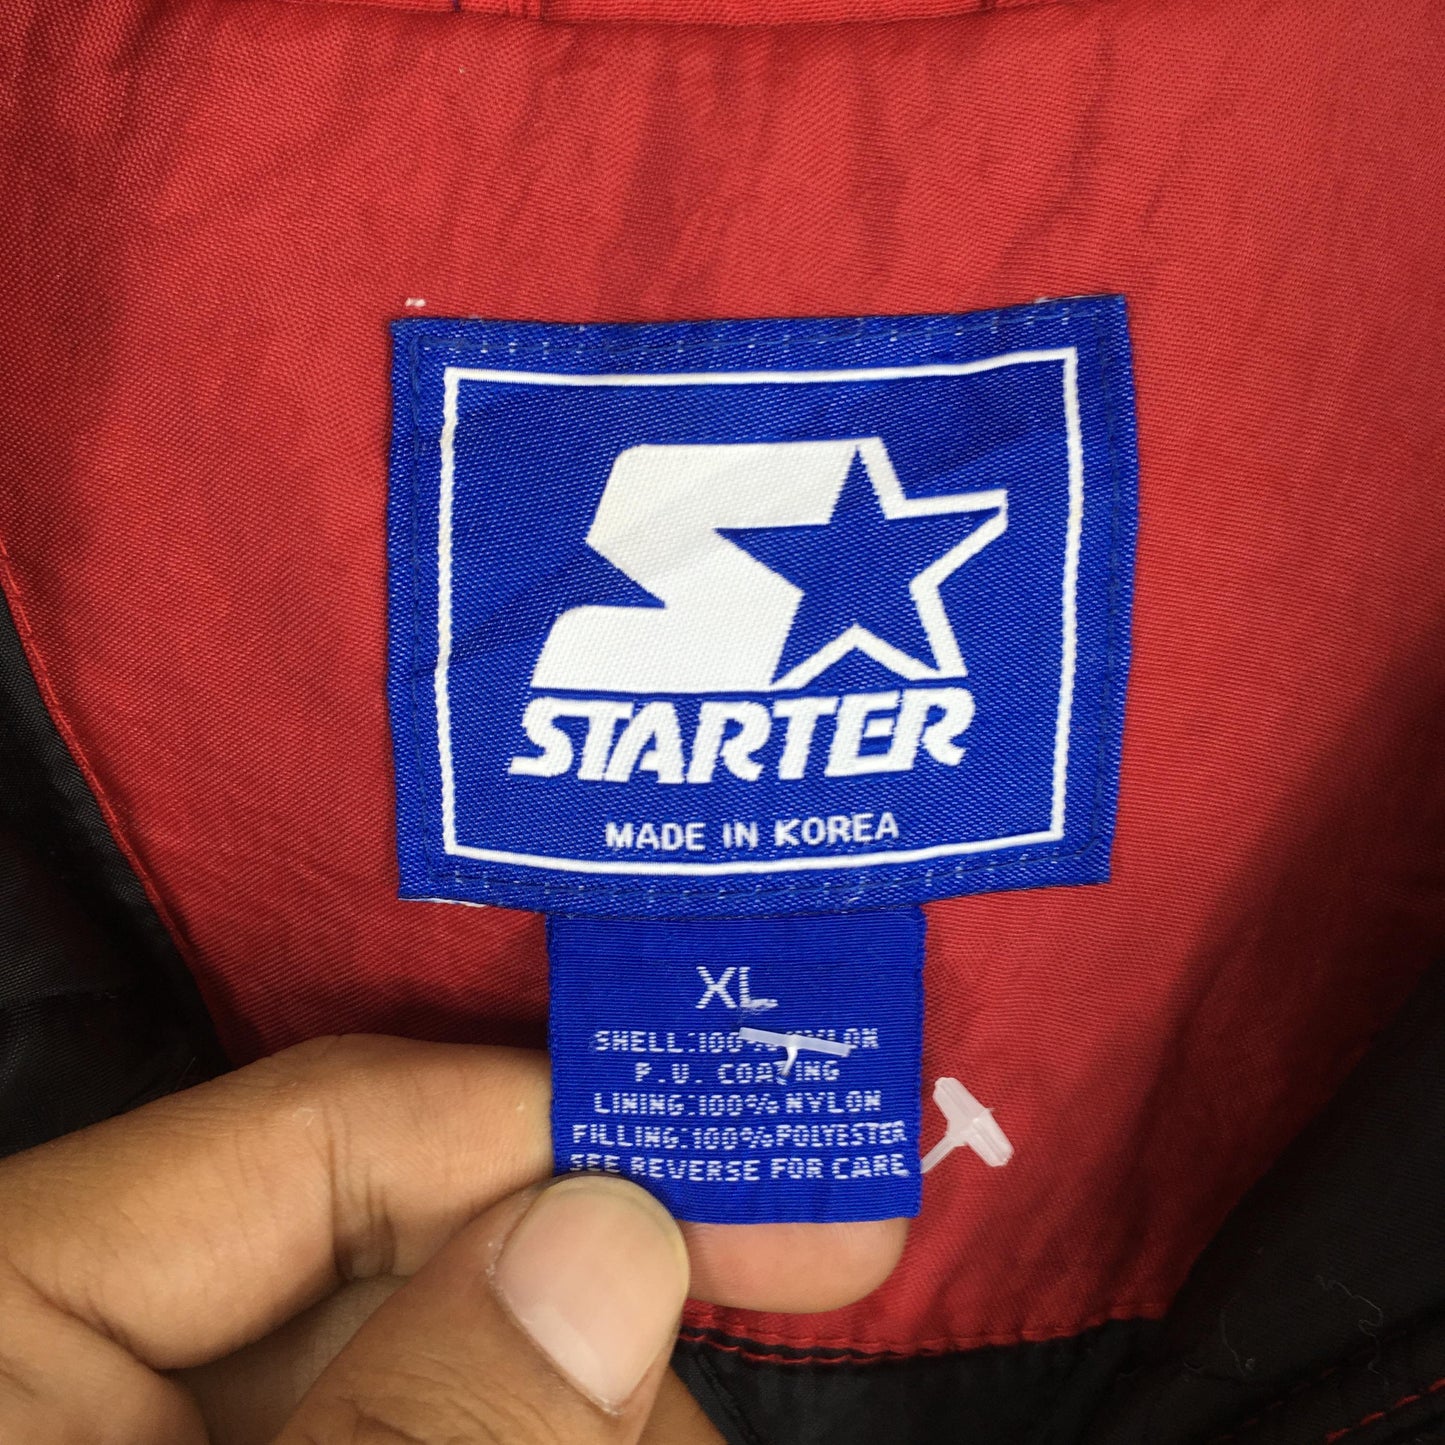 STARTER
MADE IN KOREA
XL
SHELL:100% NYLON
P.U. COATING
LINING:100% NYLON
FILLING:100% POLYESTER
SEE REVERSE FOR CARE